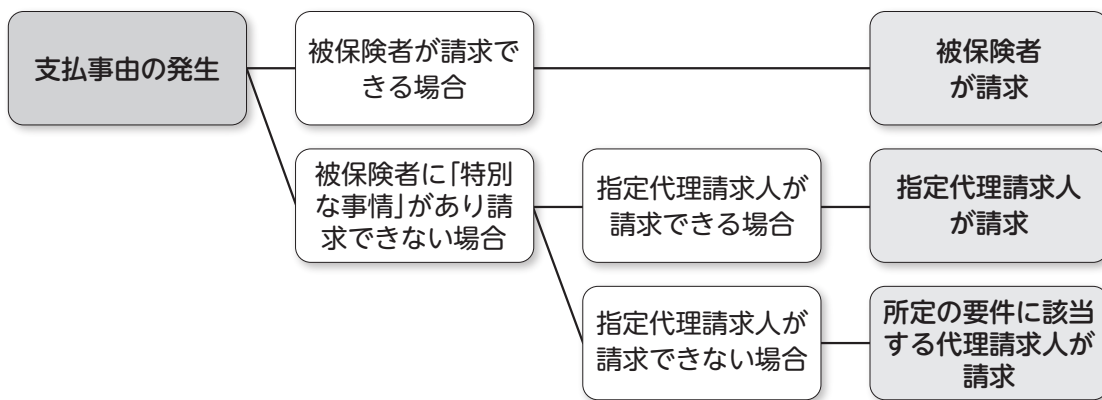 支払事由の発生
被保険者が請求で
きる場合
被保険者
が請求
被保険者に「特別
な事情」があり請
求できない場合
指定代理請求人が
請求できる場合
指定代理請求人
が請求
指定代理請求人が
請求できない場合
所定の要件に該当
する代理請求人が
請求